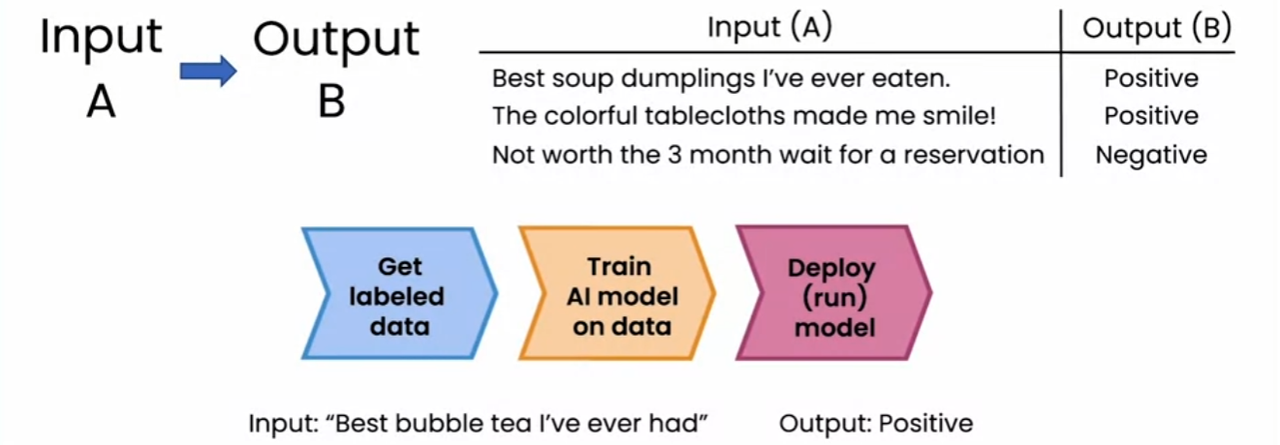 Input
A
Output
B
Input (A) Output (B)
Best soup dumplings I've ever eaten. Positive
The colorful tablecloths made me smile! Positive
Not worth the 3 month wait for a reservation Negative
Get
labeled
data
Train
AI model
on data
Deploy
(run)
model
Input: “Best bubble tea I've ever had” Output: Positive